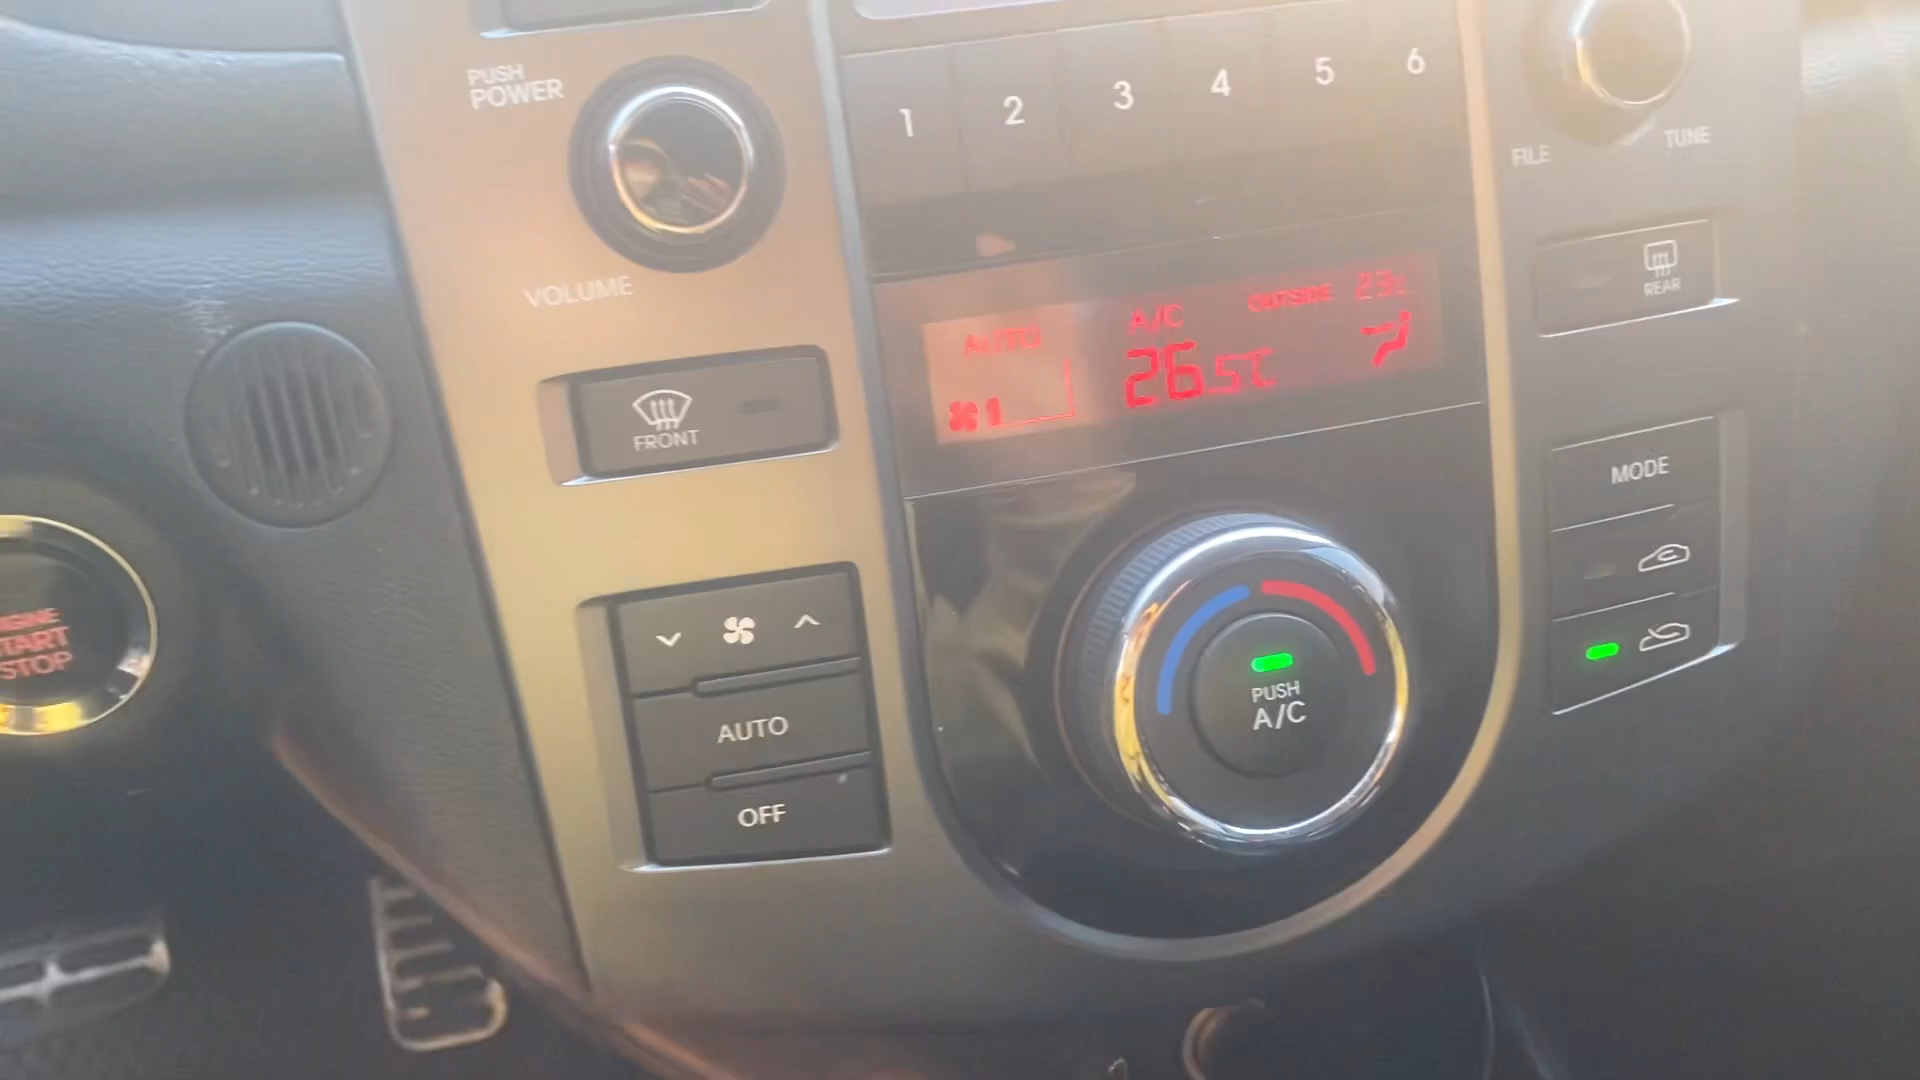 PUSH
POWER
VOLUME
1 2 3 4 5 6
FILE TUNE
AUTO A/C OUTSIDE 23
26.5℃
REAR
FRONT
MODE
START
STOP
AUTO
OFF
PUSH
A/C